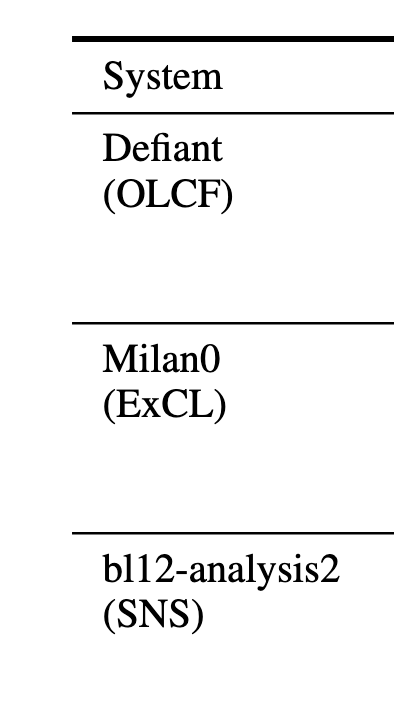 System
Defiant
(OLCF)
Milan0
(ExCL)
bl12-analysis2
(SNS)